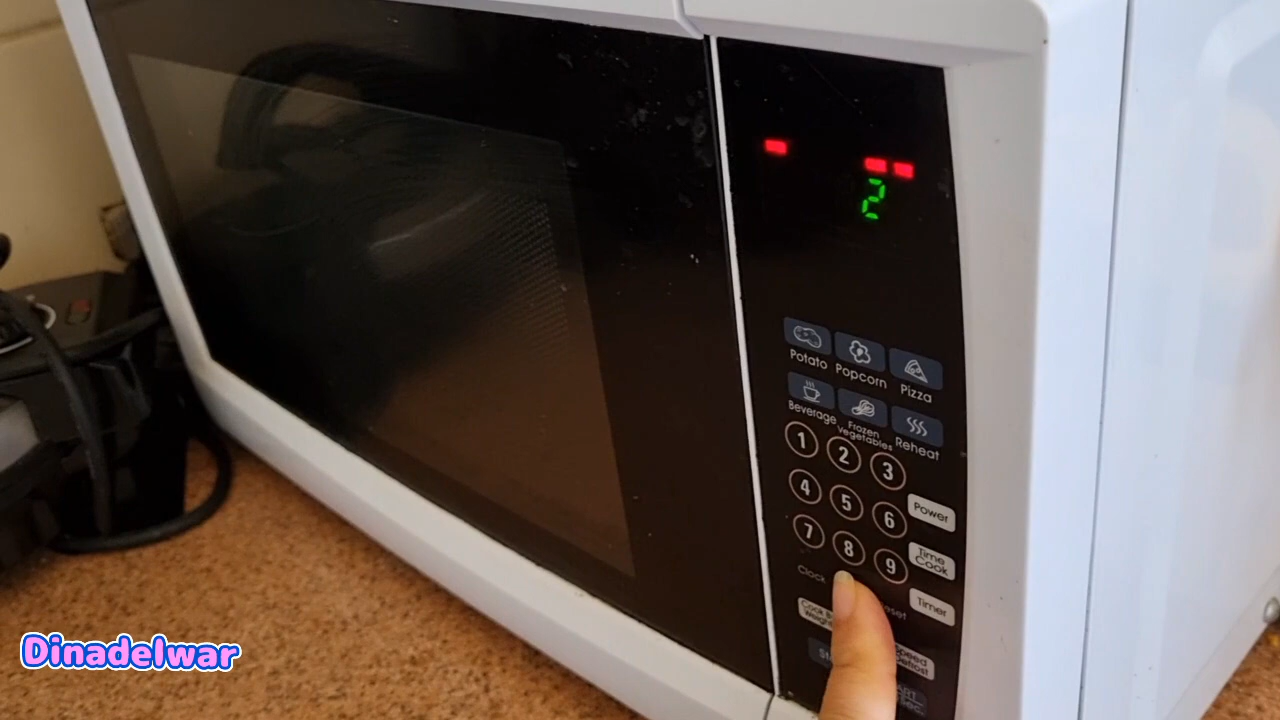 2
Potato Popcorn Pizza
Beverage Frozen Vegetables Reheat
1 2 3
4 5 6 Power
7 8 9 Time Cook
Clock Timer
Dinadelwar